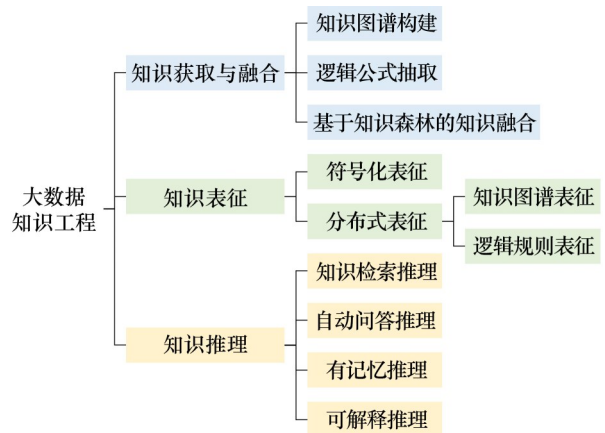 大数据
知识工程
知识获取与融合
知识图谱构建
逻辑公式抽取
基于知识森林的知识融合
知识表征
符号化表征
分布式表征
知识图谱表征
逻辑规则表征
知识推理
知识检索推理
自动问答推理
有记忆推理
可解释推理